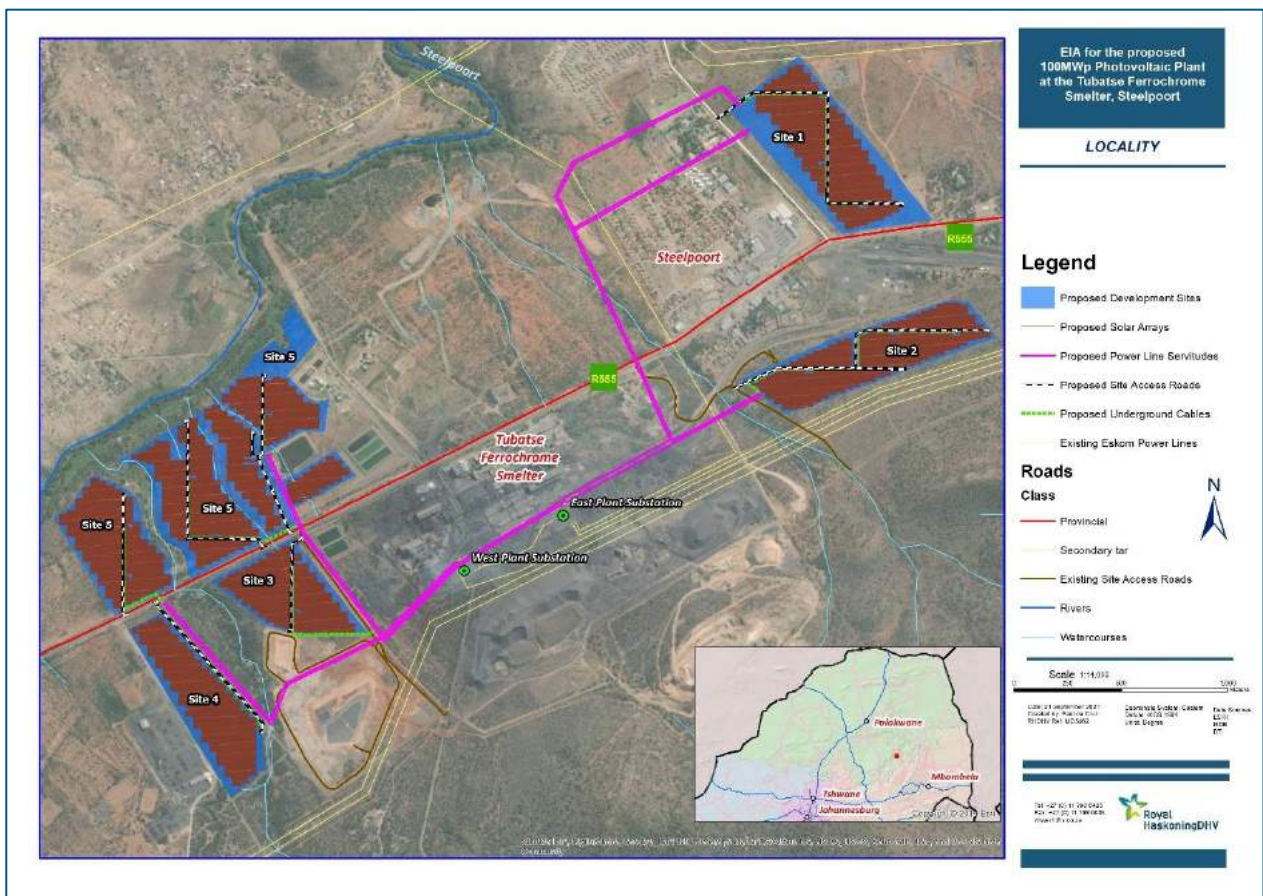 EIA for the proposed
100MWp Photovoltaic Plant
at the Tubatse Ferrochrome
Smelter, Steelpoort
LOCALITY
Legend
Proposed Development Sites
Proposed Solar Arrays
Proposed Power Line Servitudes
Proposed Site Access Roads
Proposed Underground Cables
Existing Eskom Power Lines
Roads
Class
N
Provincial
Secondary tar
Existing Site Access Roads
Rivers
Watercourses
Scale
Royal
HaskoningDHV
Steelpoort
Site 1
R555
Steelpoort
Site 2
Site 5
R555
Tubatse
Ferrochrome
Smelter
East Plant Substation
Site 5
Site 5
West Plant Substation
Site 3
Site 4
Polokwane
Mbombela
Tshwane
Johannesburg